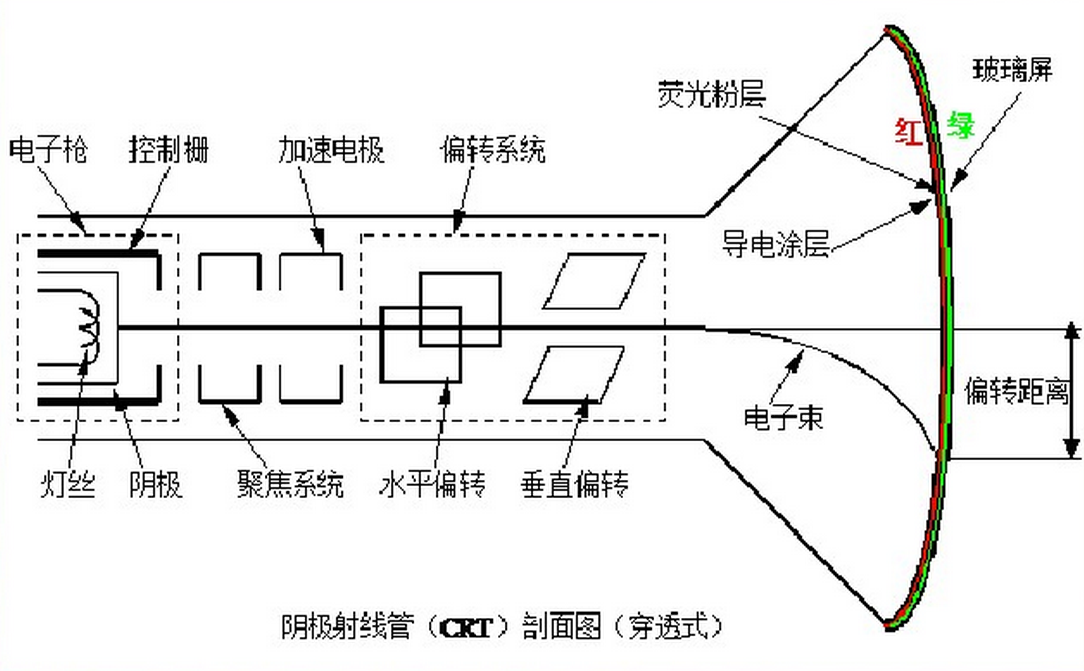 玻璃屏
荧光粉层
红
绿
电子枪
控制栅
加速电极
偏转系统
导电涂层
偏转距离
电子束
灯丝
阴极
聚焦系统
水平偏转
垂直偏转
阴极射线管（CRT）剖面图（穿透式）